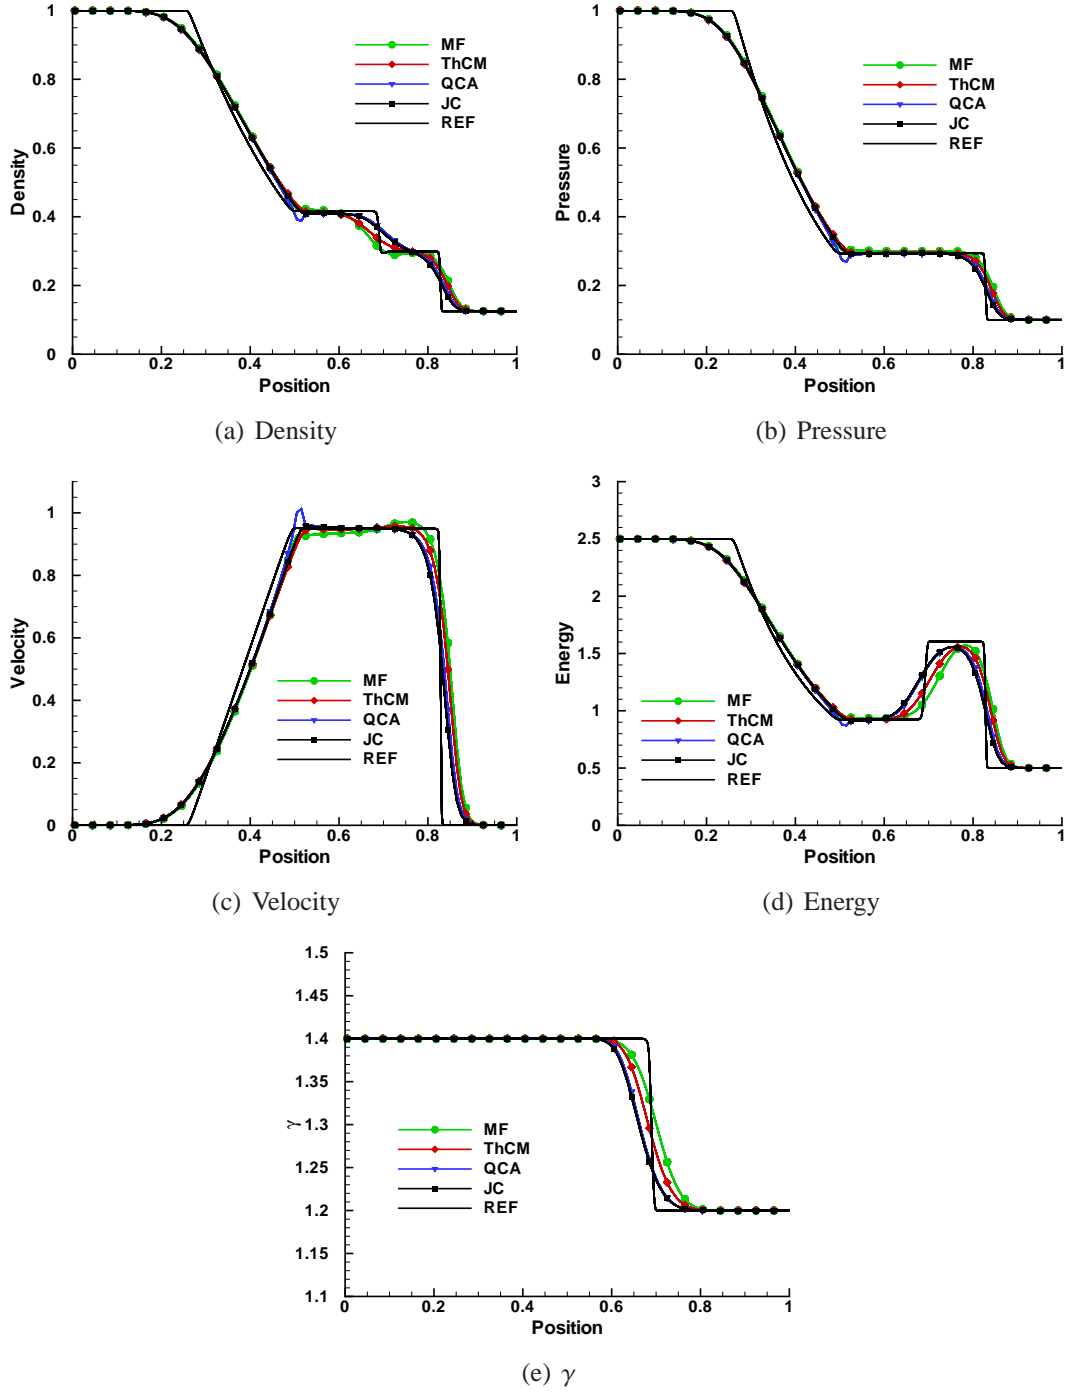 Density
1
0.8
0.6
0.4
0.2
0
0
0.2
0.4
0.6
0.8
1
Position
MF
ThCM
QCA
JC
REF
(a) Density
Pressure
1
0.8
0.6
0.4
0.2
0
0
0.2
0.4
0.6
0.8
1
Position
MF
ThCM
QCA
JC
REF
(b) Pressure
Velocity
1
0.8
0.6
0.4
0.2
0
0
0.2
0.4
0.6
0.8
1
Position
MF
ThCM
QCA
JC
REF
(c) Velocity
Energy
3
2.5
2
1.5
1
0.5
0
0
0.2
0.4
0.6
0.8
1
Position
MF
ThCM
QCA
JC
REF
(d) Energy
γ
1.5
1.45
1.4
1.35
1.3
1.25
1.2
1.15
1.1
0
0.2
0.4
0.6
0.8
1
Position
MF
ThCM
QCA
JC
REF
(e) γ